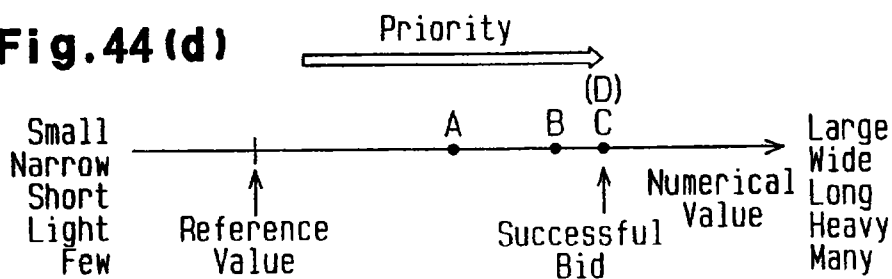 Fig.44(d)
Priority
(D)
A B C
Small
Narrow
Short
Light
Few
Reference
Value
Successful
Bid
Numerical
Value
Large
Wide
Long
Heavy
Many